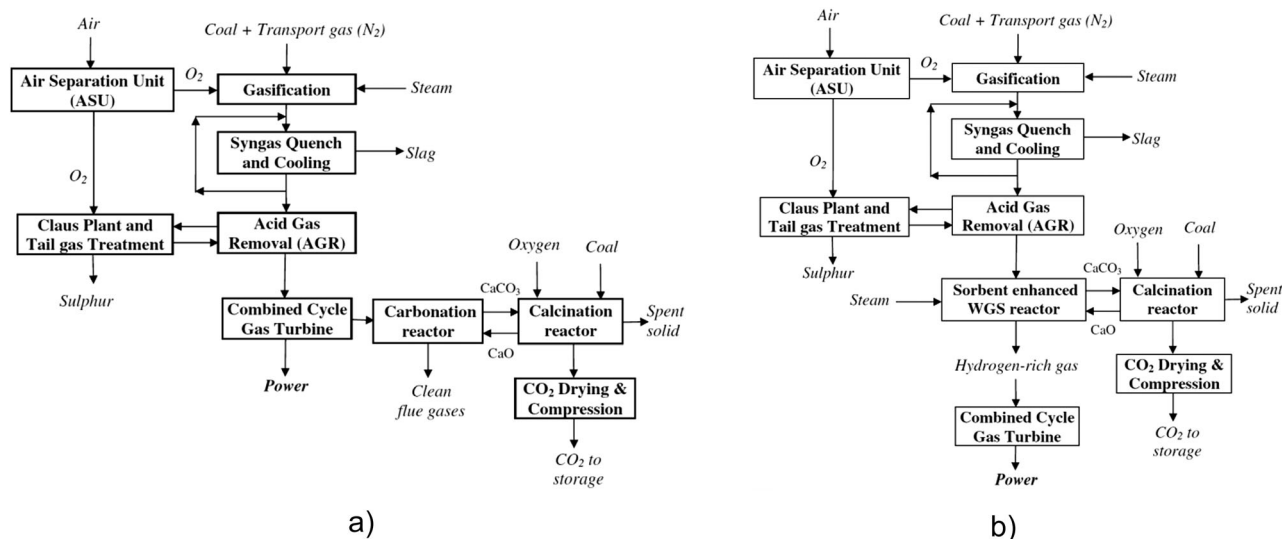 Air
Coal + Transport gas (N₂)
Air Separation Unit
(ASU)
O₂
Gasification
Steam
Syngas Quench
and Cooling
Slag
O₂
Claus Plant and
Tail gas Treatment
Acid Gas
Removal (AGR)
Sulphur
Combined Cycle
Gas Turbine
Power
Carbonation
reactor
Clean
flue gases
CaCO₃
CaO
Oxygen
Coal
Calcination
reactor
Spent
solid
CO₂ Drying &
Compression
CO₂ to
storage
a)
Air
Coal + Transport gas (N₂)
Air Separation Unit
(ASU)
O₂
Gasification
Steam
Syngas Quench
and Cooling
Slag
O₂
Claus Plant and
Tail gas Treatment
Acid Gas
Removal (AGR)
Sulphur
Steam
Sorbent enhanced
WGS reactor
CaCO₃
CaO
Oxygen
Coal
Calcination
reactor
Spent
solid
Hydrogen-rich gas
CO₂ Drying &
Compression
Combined Cycle
Gas Turbine
CO₂ to
storage
Power
b)